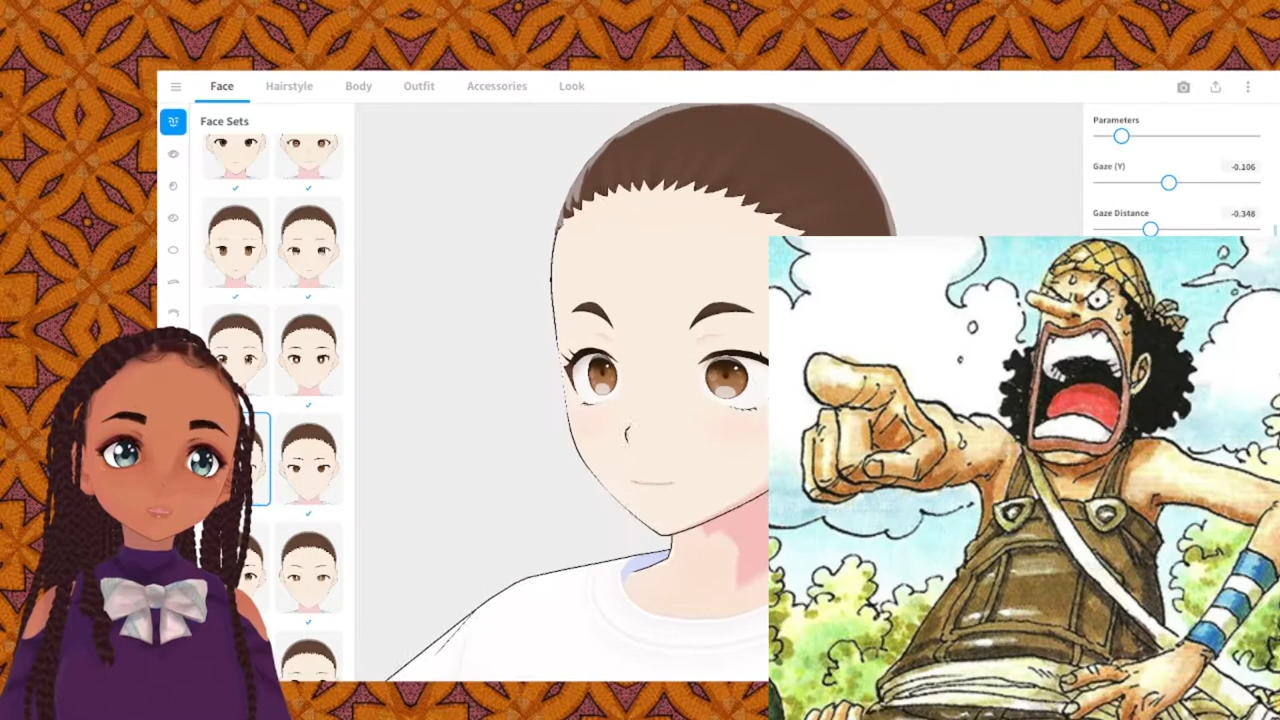 Face Hairstyle Body Outfit Accessories Look
Face Sets
Parameters
Gaze (Y) -0.106
Gaze Distance -0.348